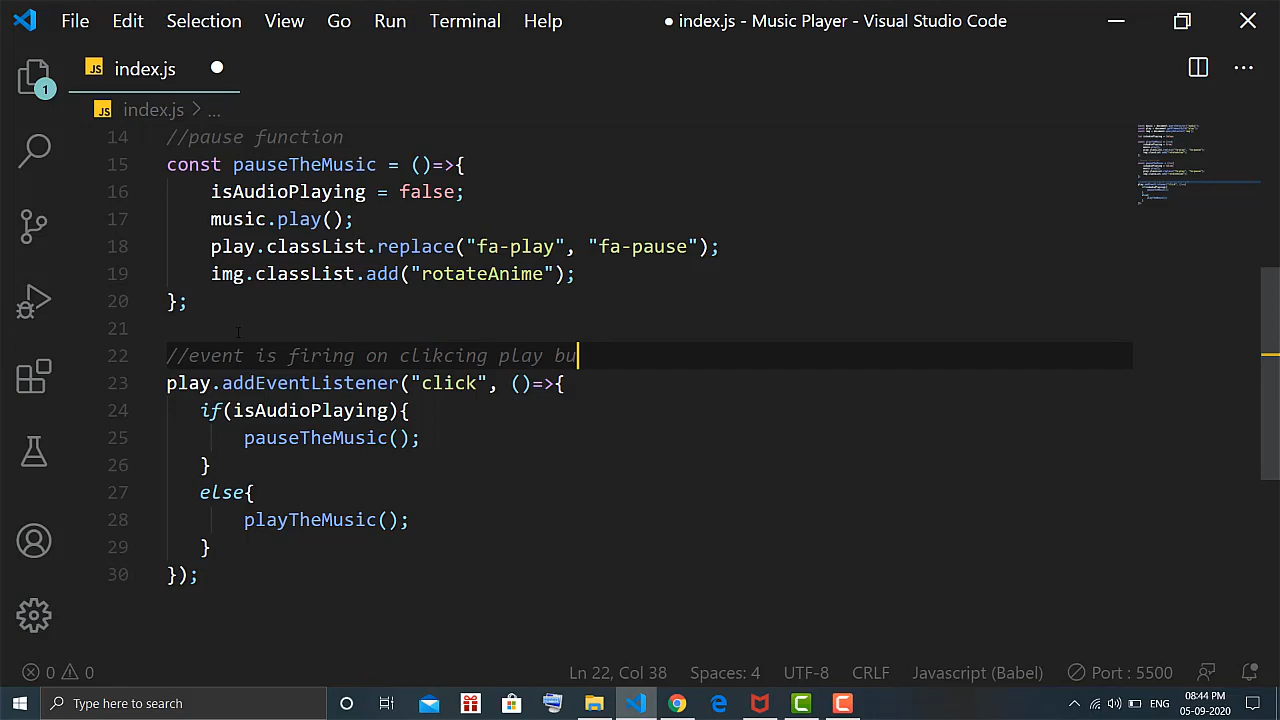 File Edit Selection View Go Run Terminal Help ● index.js - Music Player - Visual Studio Code
JS index.js
JS index.js > ...
1
14 //pause function
15 const pauseTheMusic = ()=>{
16 isAudioPlaying = false;
17 music.play();
18 play.classList.replace("fa-play", "fa-pause");
19 img.classList.add("rotateAnime");
20 };
21
22 //event is firing on clikcing play bu
23 play.addEventListener("click", ()=>{
24 if(isAudioPlaying){
25 pauseTheMusic();
26 }
27 else{
28 playTheMusic();
29 }
30 });
0 0 Ln 22, Col 38 Spaces: 4 UTF-8 CRLF Javascript (Babel) Port : 5500
Type here to search ENG 08:44 PM
05-09-2020